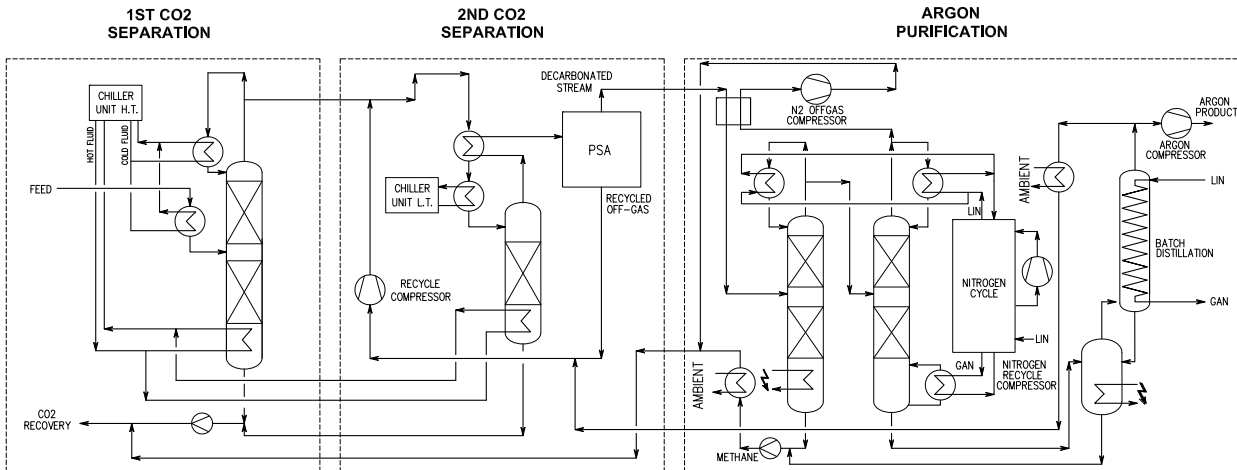 1ST CO2
SEPARATION
2ND CO2
SEPARATION
ARGON
PURIFICATION
CHILLER
UNIT H.T.
HOT FLUID
COLD FLUID
FEED
CO2
RECOVERY
CHILLER
UNIT L.T.
RECYCLE
COMPRESSOR
DECARBONATED
STREAM
PSA
RECYCLED
OFF-GAS
N2 OFFGAS
COMPRESSOR
LIN
NITROGEN
CYCLE
LIN
GAN
NITROGEN
RECYCLE
COMPRESSOR
AMBIENT
METHANE
AMBIENT
ARGON
PRODUCT
ARGON
COMPRESSOR
LIN
BATCH
DISTILLATION
GAN